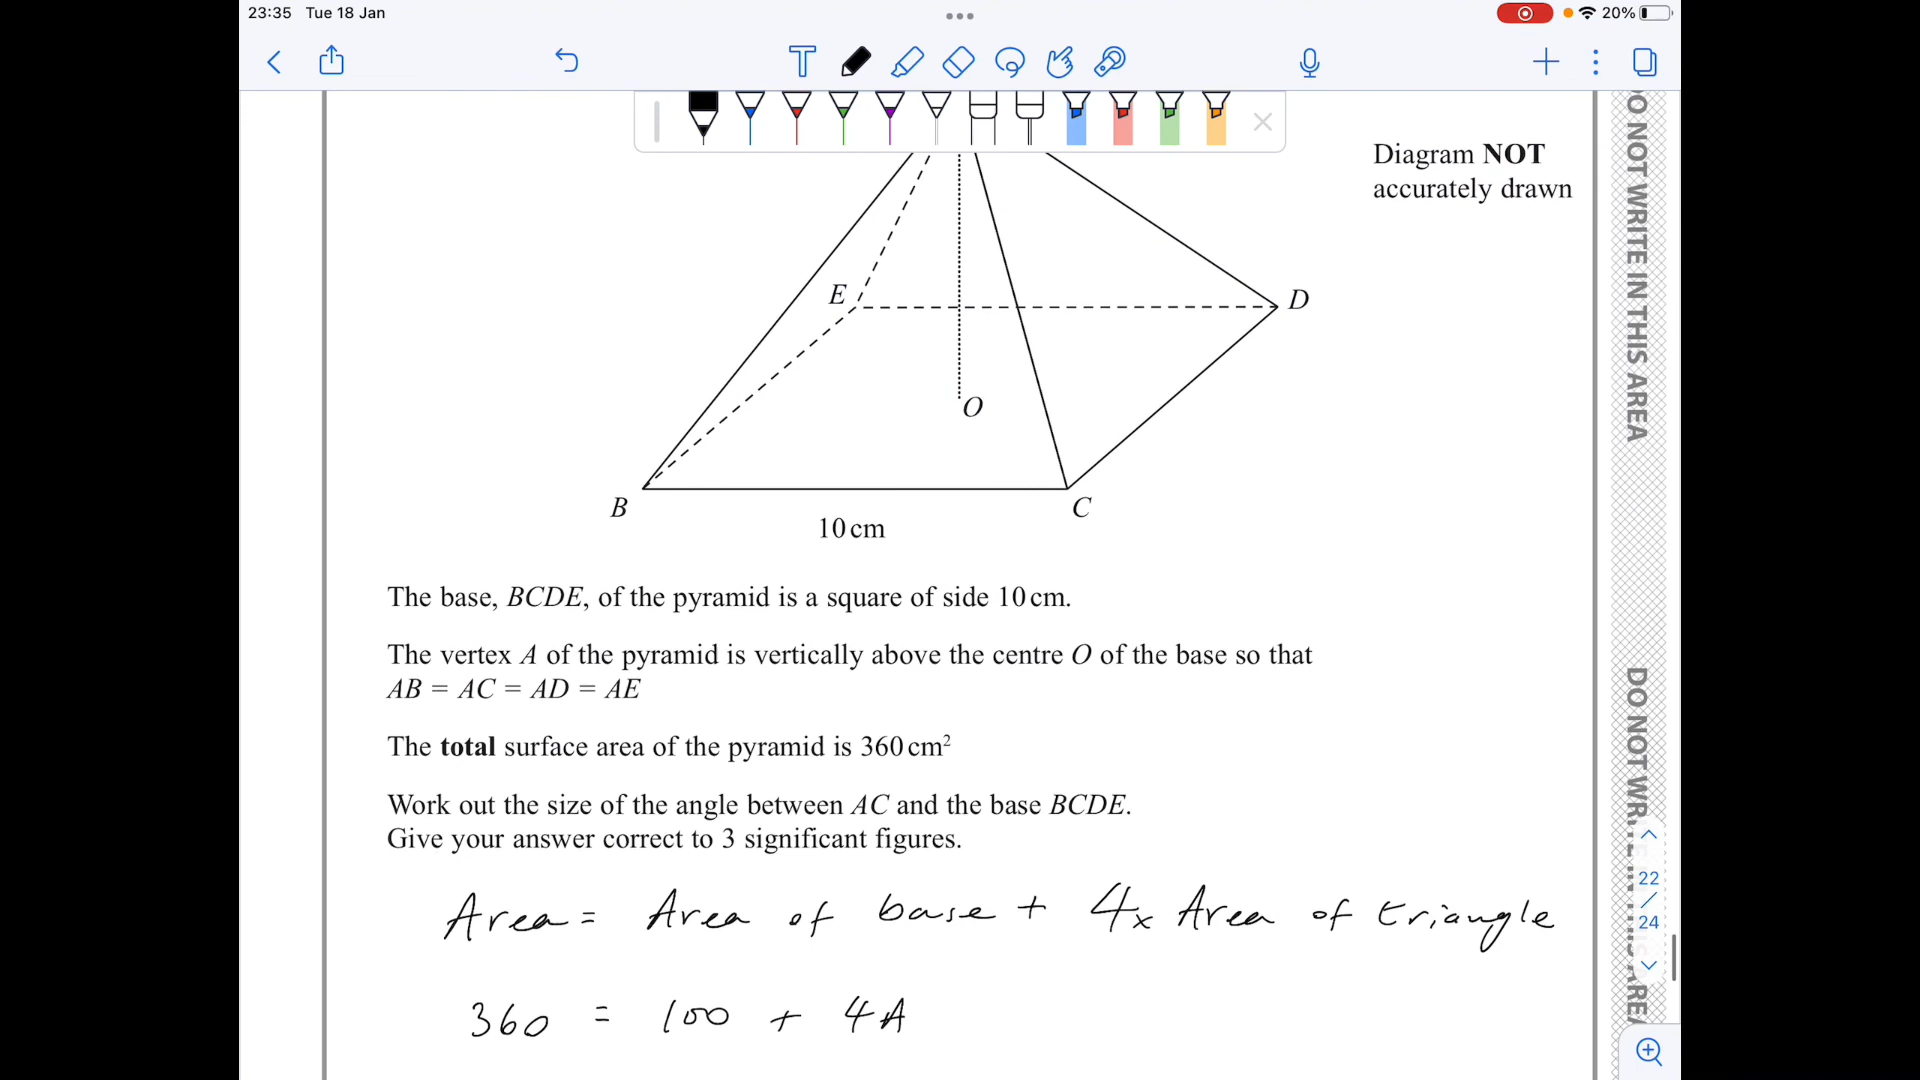 23:35 Tue 18 Jan
20%
Diagram NOT
accurately drawn
E
D
O
B
C
10 cm
The base, BCDE, of the pyramid is a square of side 10 cm.
The vertex A of the pyramid is vertically above the centre O of the base so that
AB = AC = AD = AE
The total surface area of the pyramid is 360 cm²
Work out the size of the angle between AC and the base BCDE.
Give your answer correct to 3 significant figures.
Area = Area of base + 4x Area of triangle
360 = 100 + 4A
DO NOT WRITE IN THIS AREA
22
/
24